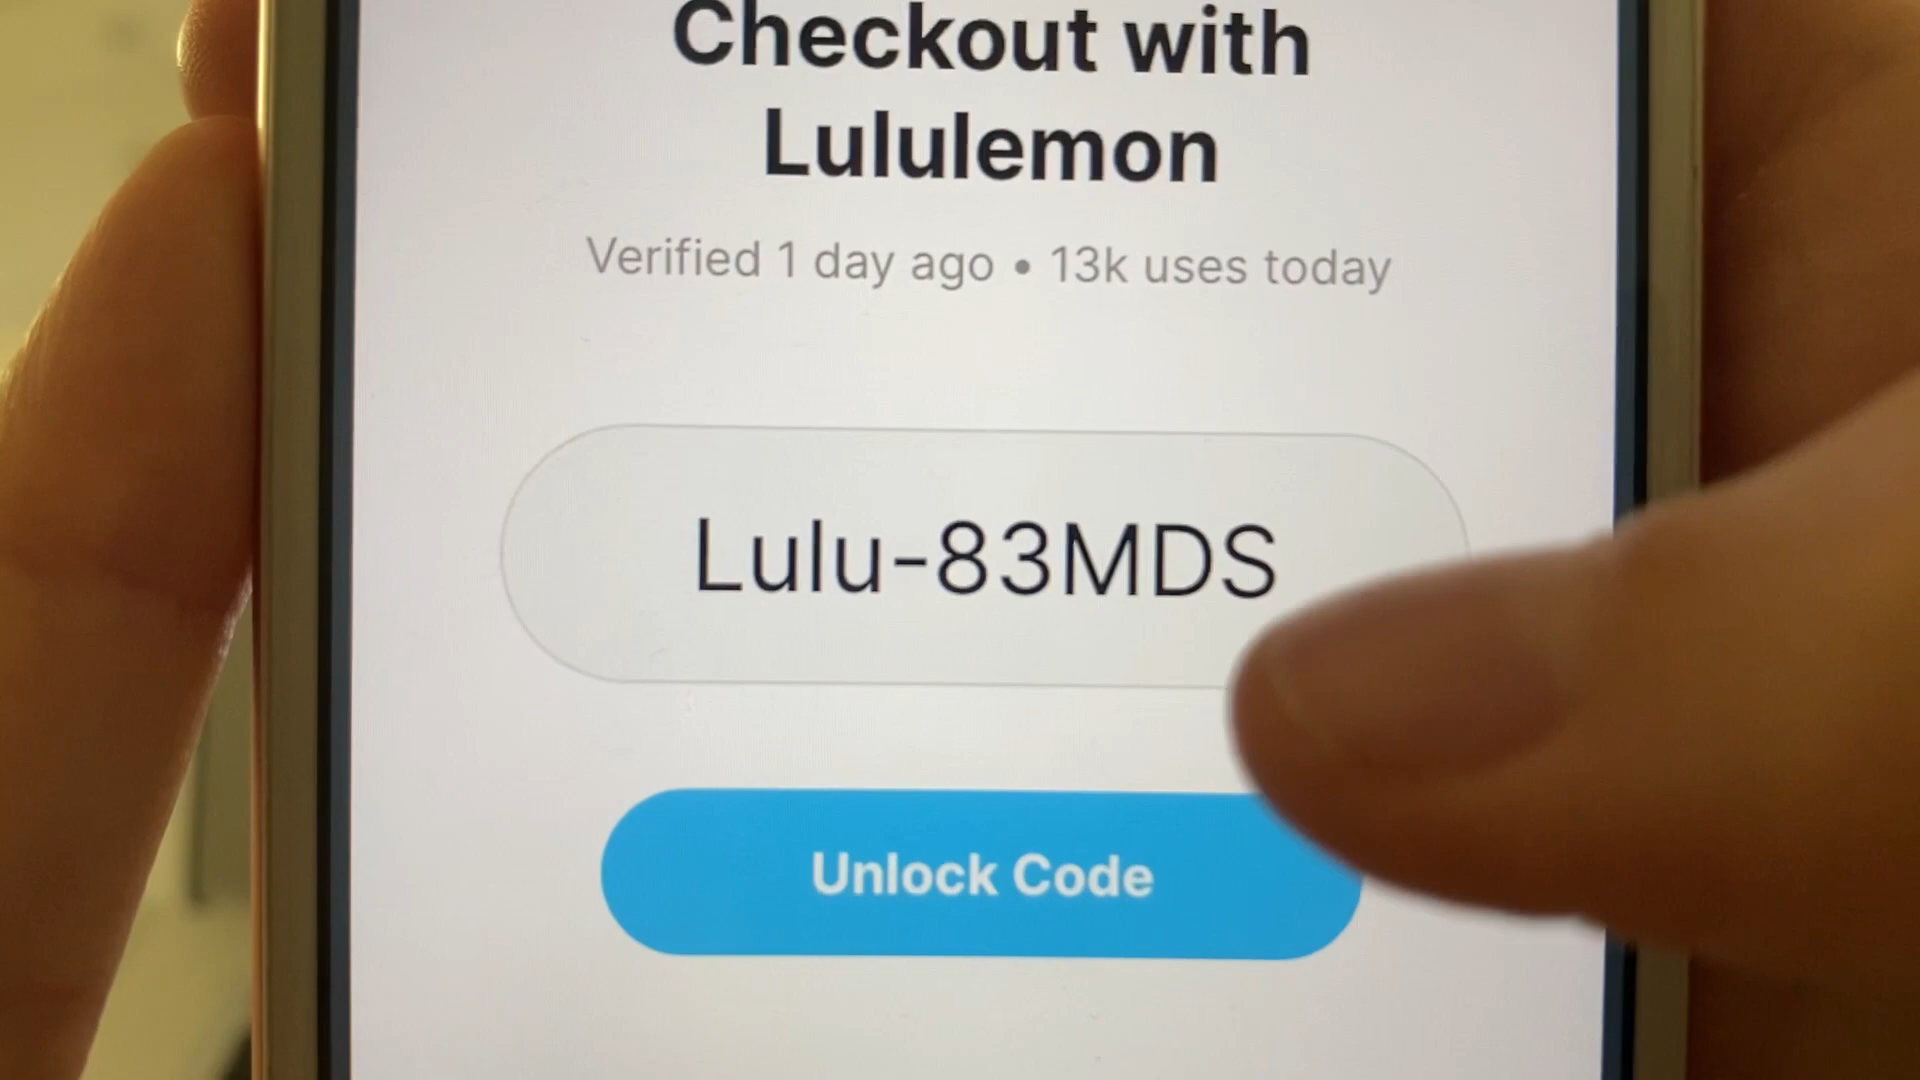 Checkout with
Lululemon
Verified 1 day ago • 13k uses today
Lulu-83MDS
Unlock Code